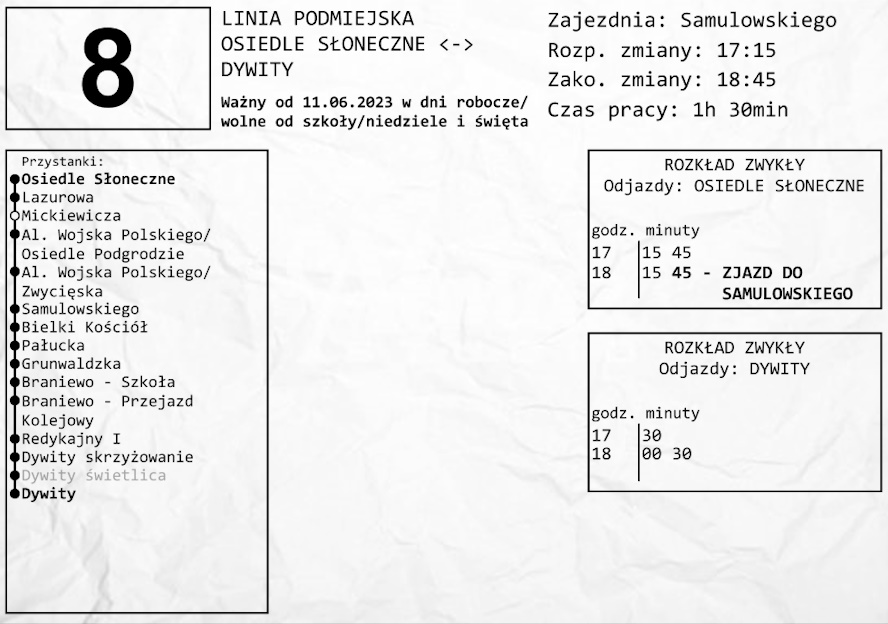 8
LINIA PODMIEJSKA
OSIEDLE SŁONECZNE <->
DYWITY
Ważny od 11.06.2023 w dni robocze/
wolne od szkoły/niedziele i święta
Zajezdnia: Samulowskiego
Rozp. zmiany: 17:15
Zako. zmiany: 18:45
Czas pracy: 1h 30min
Przystanki:
Osiedle Słoneczne
Lazurowa
Mickiewicza
Al. Wojska Polskiego/
Osiedle Podgrodzie
Al. Wojska Polskiego/
Zwycięska
Samulowskiego
Bielki Kościół
Pałucka
Grunwaldzka
Braniewo - Szkoła
Braniewo - Przejazd
Kolejowy
Redykajny I
Dywity skrzyżowanie
Dywity świetlica
Dywity
ROZKŁAD ZWYKŁY
Odjazdy: OSIEDLE SŁONECZNE
godz. minuty
17 15 45
18 15 45 - ZJAZD DO
SAMULOWSKIEGO
ROZKŁAD ZWYKŁY
Odjazdy: DYWITY
godz. minuty
17 30
18 00 30